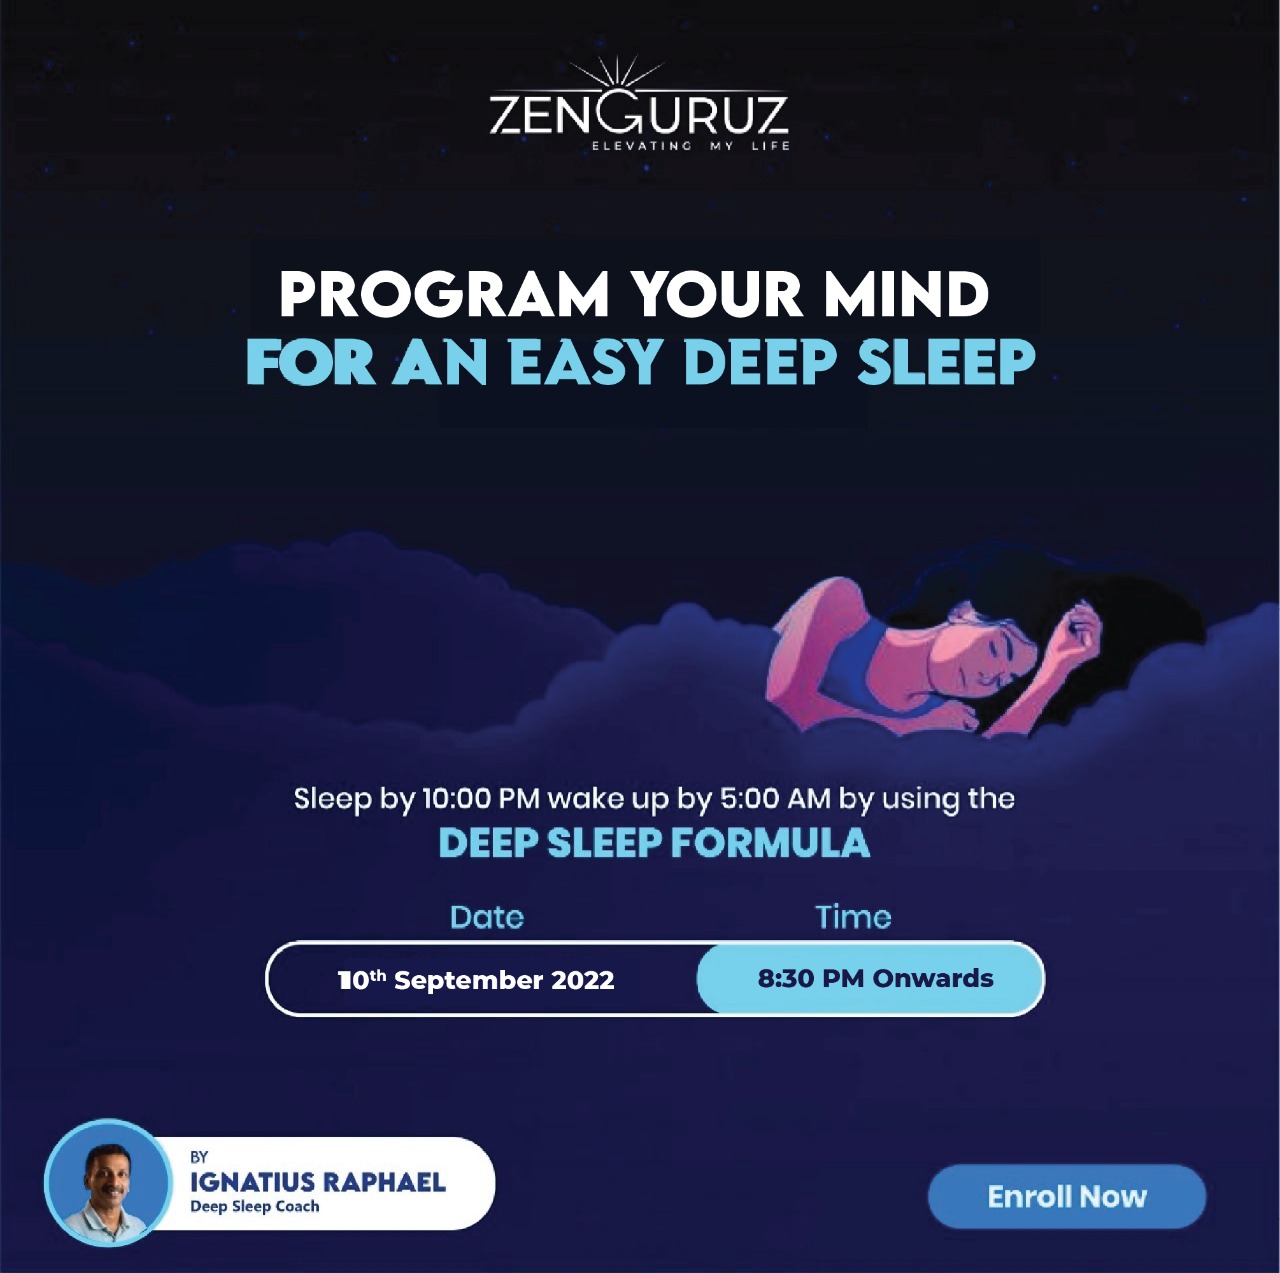 ZENGURUZ
ELEVATING MY LIFE
PROGRAM YOUR MIND
FOR AN EASY DEEP SLEEP
Sleep by 10:00 PM wake up by 5:00 AM by using the
DEEP SLEEP FORMULA
Date Time
10th September 2022 8:30 PM Onwards
BY
IGNATIUS RAPHAEL
Deep Sleep Coach
Enroll Now